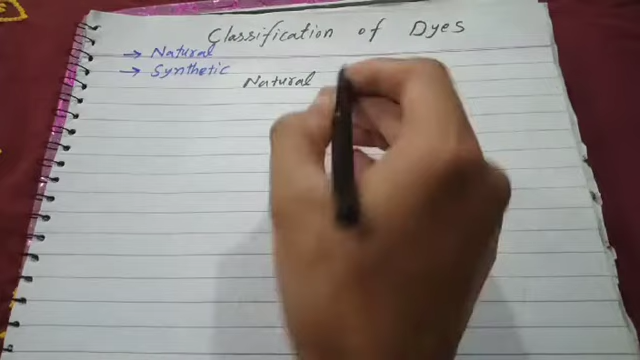 Classification of Dyes
→ Natural
→ Synthetic
Natural